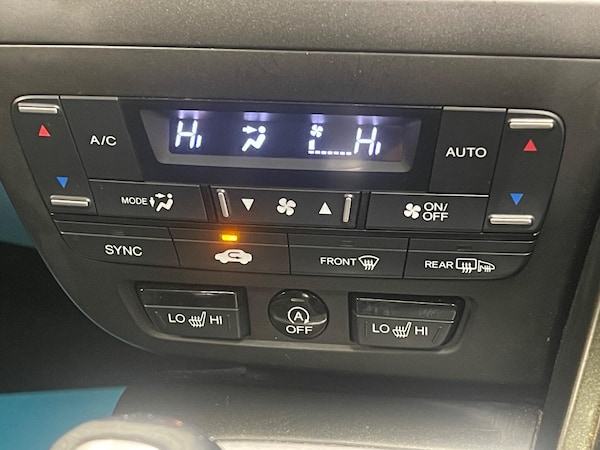 Hi Hi
A/C
AUTO
MODE
ON/
OFF
SYNC
FRONT
REAR
LO HI
A
OFF
LO HI